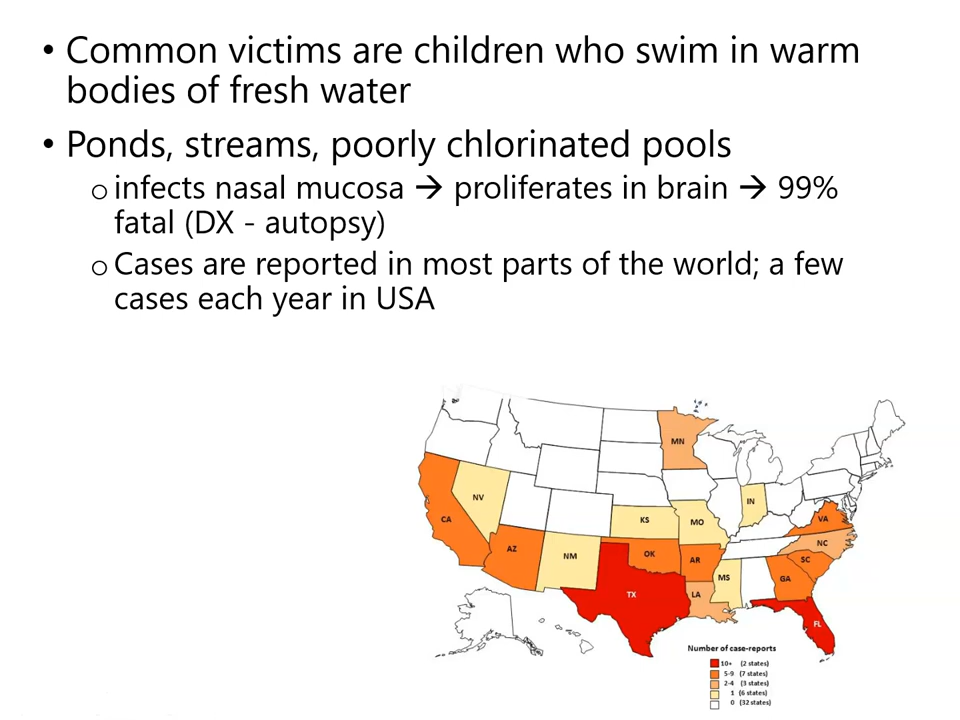 • Common victims are children who swim in warm
bodies of fresh water
• Ponds, streams, poorly chlorinated pools
o infects nasal mucosa → proliferates in brain → 99%
fatal (DX - autopsy)
o Cases are reported in most parts of the world; a few
cases each year in USA
MN
NV
IN
CA
KS
MO
VA
AZ
NM
OK
AR
NC
SC
MS
GA
TX
LA
FL
Number of case-reports
10+ (2 states)
5-9 (7 states)
2-4 (3 states)
1 (6 states)
0 (32 states)